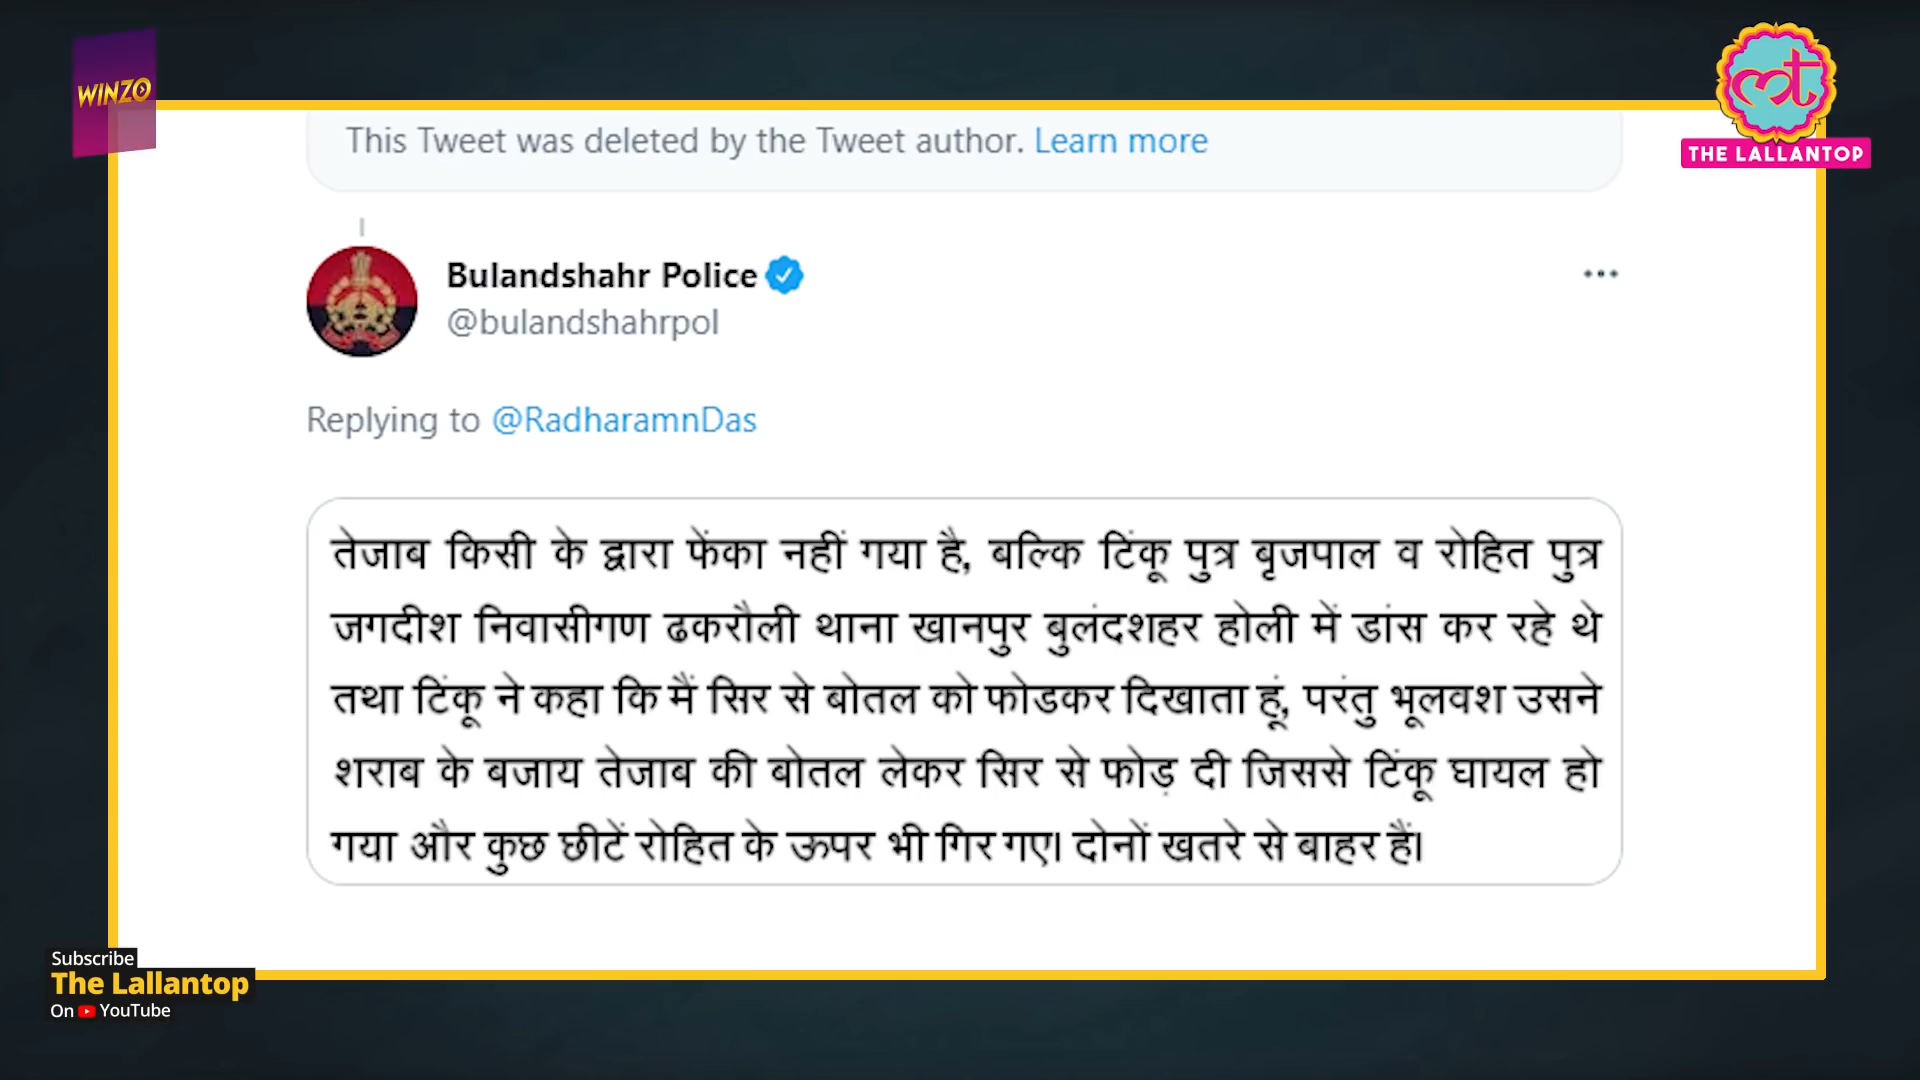 WINZO
THE LALLANTOP
This Tweet was deleted by the Tweet author. Learn more
Bulandshahr Police
@bulandshahrpol
Replying to @RadharamnDas
तेजाब किसी के द्वारा फेंका नहीं गया है, बल्कि टिंकू पुत्र बृजपाल व रोहित पुत्र
जगदीश निवासीगण ढकरौली थाना खानपुर बुलंदशहर होली में डांस कर रहे थे
तथा टिंकू ने कहा कि मैं सिर से बोतल को फोडकर दिखाता हूं, परंतु भूलवश उसने
शराब के बजाय तेजाब की बोतल लेकर सिर से फोड़ दी जिससे टिंकू घायल हो
गया और कुछ छीटें रोहित के ऊपर भी गिर गए। दोनों खतरे से बाहर हैं।
Subscribe
The Lallantop
On YouTube